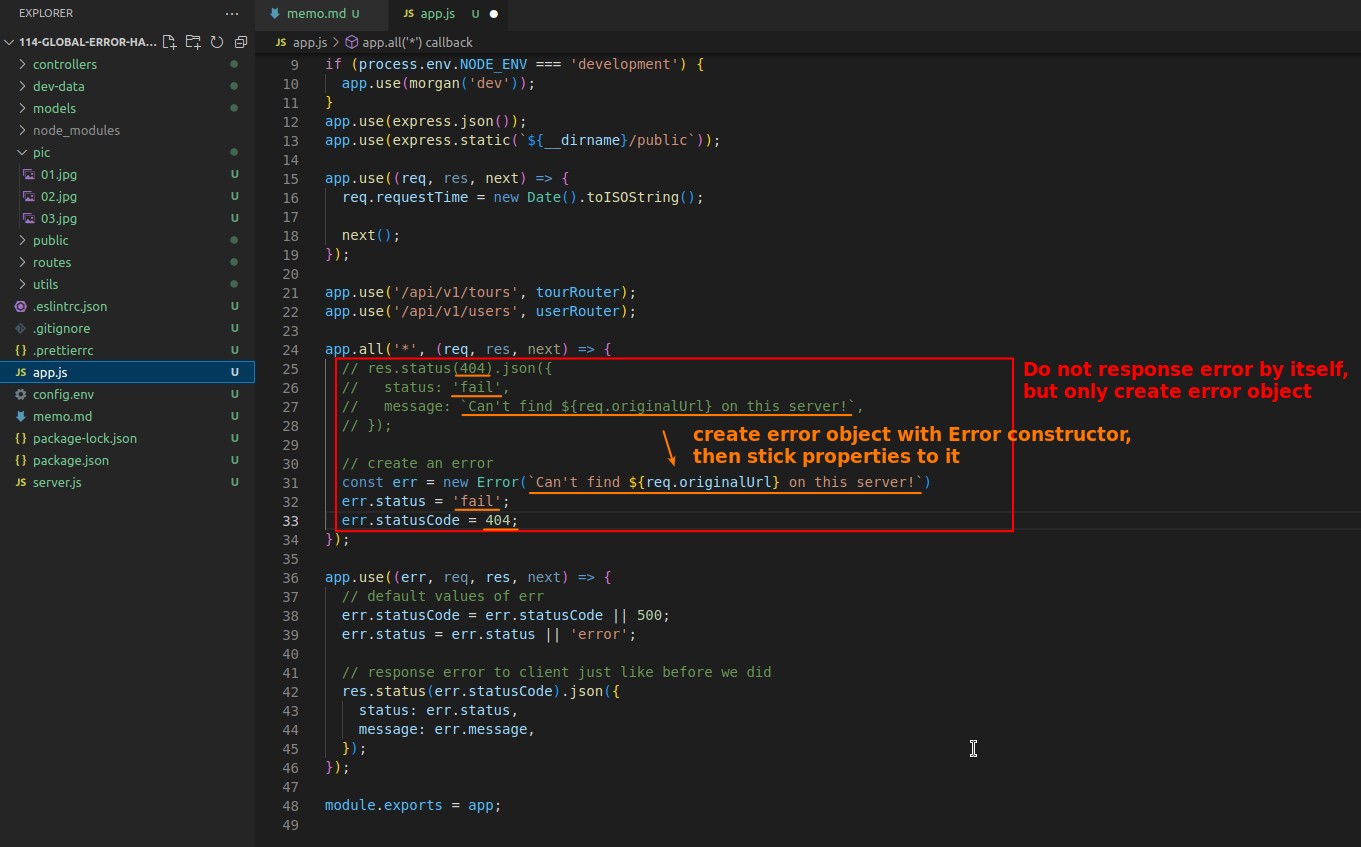 EXPLORER
···
memo.md U
JS app.js U
114-GLOBAL-ERROR-HA...
JS app.js > app.all('*') callback
controllers
dev-data
models
node_modules
pic
01.jpg U
02.jpg U
03.jpg U
public
routes
utils
.eslintrc.json U
.gitignore U
{} .prettierrc U
JS app.js U
config.env U
memo.md U
{} package-lock.json U
{} package.json U
JS server.js U
9 if (process.env.NODE_ENV === 'development') {
10 app.use(morgan('dev'));
11 }
12 app.use(express.json());
13 app.use(express.static(`${__dirname}/public`));
14
15 app.use((req, res, next) => {
16 req.requestTime = new Date().toISOString();
17
18 next();
19 });
20
21 app.use('/api/v1/tours', tourRouter);
22 app.use('/api/v1/users', userRouter);
23
24 app.all('*', (req, res, next) => {
25 // res.status(404).json({
26 // status: 'fail',
27 // message: `Can't find ${req.originalUrl} on this server!`,
28 // });
29
30 // create an error
31 const err = new Error(`Can't find ${req.originalUrl} on this server!`)
32 err.status = 'fail';
33 err.statusCode = 404;
34 });
35
36 app.use((err, req, res, next) => {
37 // default values of err
38 err.statusCode = err.statusCode || 500;
39 err.status = err.status || 'error';
40
41 // response error to client just like before we did
42 res.status(err.statusCode).json({
43 status: err.status,
44 message: err.message,
45 });
46 });
47
48 module.exports = app;
49
Do not response error by itself,
but only create error object
create error object with Error constructor,
then stick properties to it